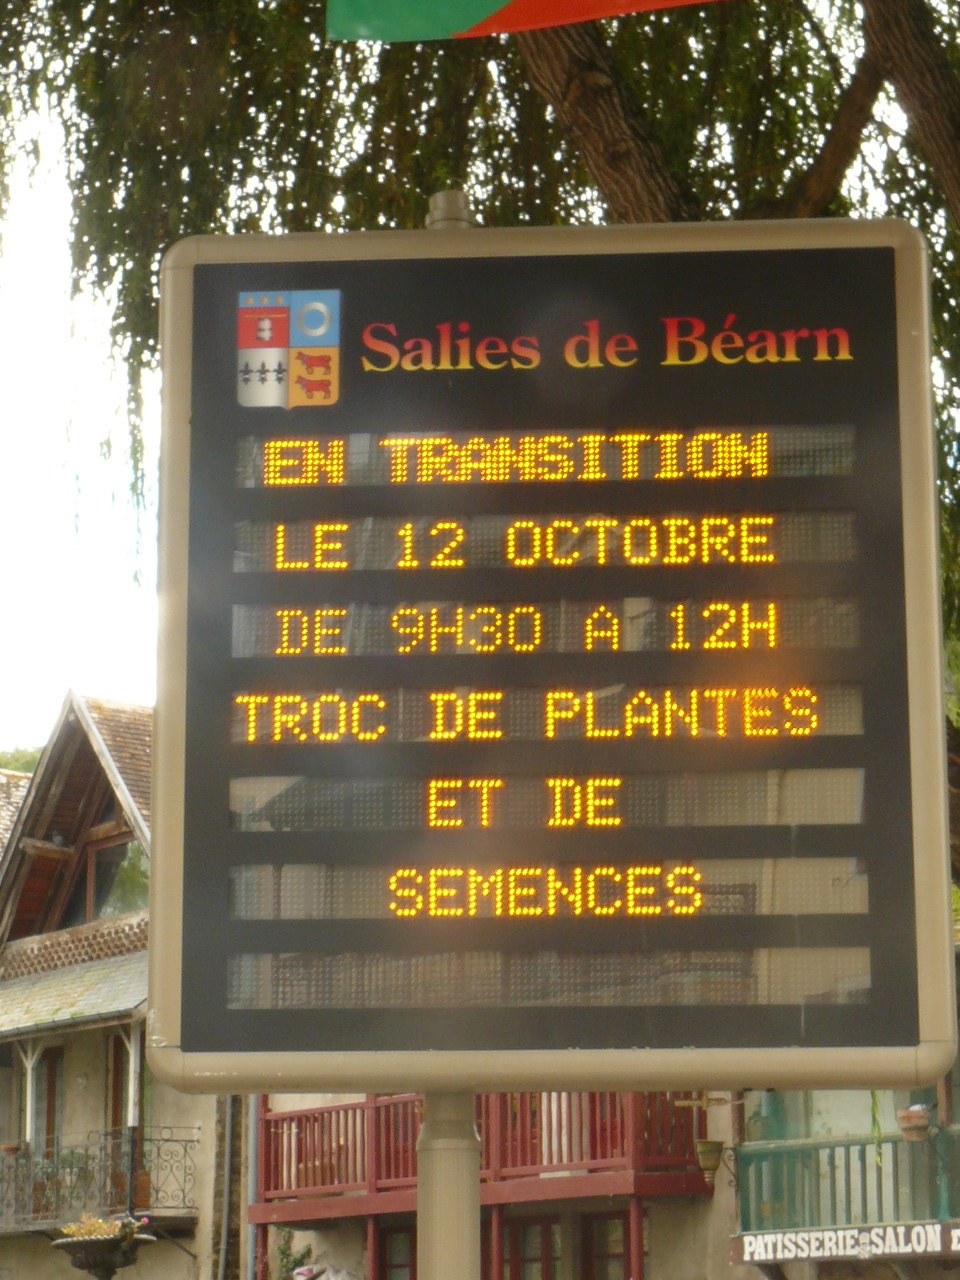 Salies de Béarn
EN TRANSITION
LE 12 OCTOBRE
DE 9H30 A 12H
TROC DE PLANTES
ET DE
SEMENCES
PATISSERIE SALON